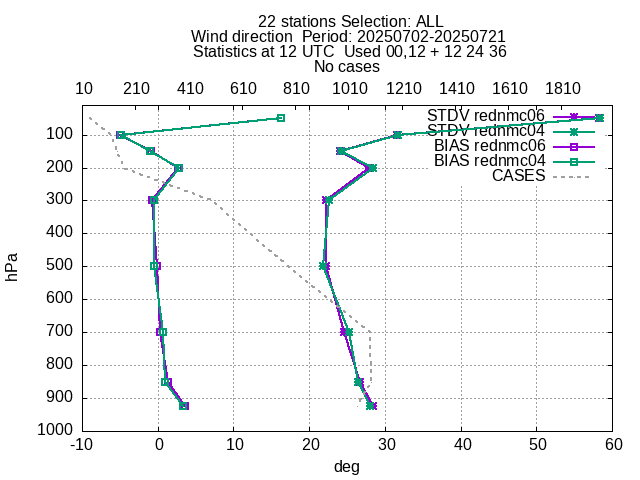 22 stations Selection: ALL
Wind direction  Period: 20250702-20250721
Statistics at 12 UTC  Used 00,12 + 12 24 36
No cases
10 210 410 610 810 1010 1210 1410 1610 1810
STDV rednmc06
STDV rednmc04
BIAS rednmc06
BIAS rednmc04
CASES
100
200
300
400
500
600
700
800
900
1000
hPa
-10 0 10 20 30 40 50 60
deg